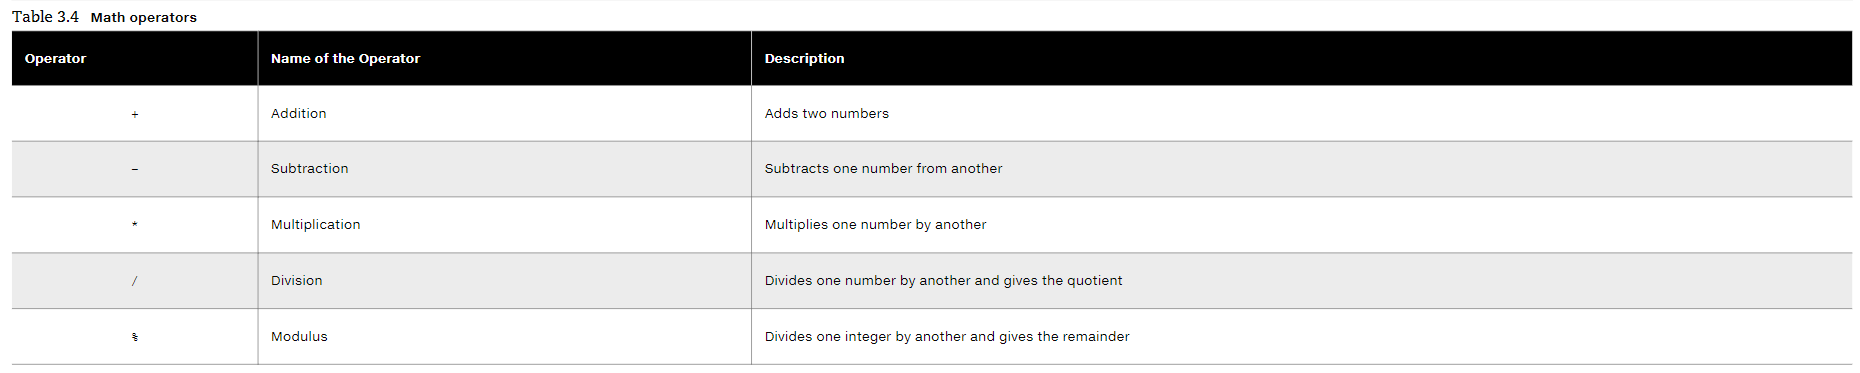 Table 3.4 Math operators
Operator Name of the Operator Description
+ Addition Adds two numbers
– Subtraction Subtracts one number from another
* Multiplication Multiplies one number by another
/ Division Divides one number by another and gives the quotient
% Modulus Divides one integer by another and gives the remainder